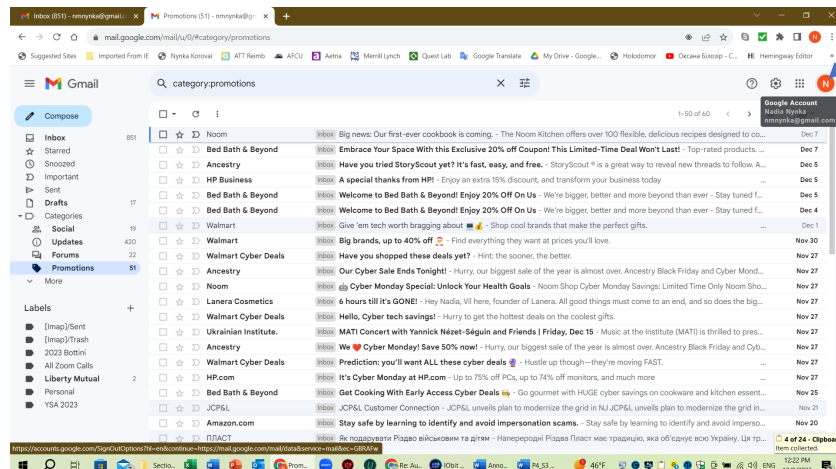 Inbox (851) - nmnynka@gmail.c
Promotions (51) - nmnynka@gm
mail.google.com/mail/u/0/#category/promotions
Suggested Sites
Imported From IE
Nynka Korovai
ATT Reimb
AFCU
Aetna
Merrill Lynch
Quest Lab
Google Translate
My Drive - Google...
Holodomor
Оксана Білозір - С...
Hemingway Editor
Gmail
category:promotions
N
Compose
1–50 of 60
Google Account
Nadia Nynka
nmnynka@gmail.com
Inbox 851
Starred
Snoozed
Important
Sent
Drafts 17
Categories
Social 19
Updates 420
Forums 22
Promotions 51
More
Labels
[Imap]/Sent
[Imap]/Trash
2023 Bottini
All Zoom Calls
Liberty Mutual 2
Personal
YSA 2023
Noom Inbox Big news: Our first-ever cookbook is coming. - The Noom Kitchen offers over 100 flexible, delicious recipes designed to co... Dec 7
Bed Bath & Beyond Inbox Embrace Your Space With this Exclusive 20% off Coupon! This Limited-Time Deal Won't Last! - Top-rated products. ... Dec 7
Ancestry Inbox Have you tried StoryScout yet? It's fast, easy, and free. - StoryScout ® is a great way to reveal new threads to follow. A... Dec 5
HP Business Inbox A special thanks from HP! - Enjoy an extra 15% discount, and transform your business today ... Dec 5
Bed Bath & Beyond Inbox Welcome to Bed Bath & Beyond! Enjoy 20% Off On Us - We're bigger, better and more beyond than ever - Stay tuned f... Dec 5
Bed Bath & Beyond Inbox Welcome to Bed Bath & Beyond! Enjoy 20% Off On Us - We're bigger, better and more beyond than ever - Stay tuned f... Dec 4
Walmart Inbox Give 'em tech worth bragging about 💻💰 - Shop cool brands that make the perfect gifts. ... Dec 1
Walmart Inbox Big brands, up to 40% off 🎅 - Find everything they want at prices you'll love. Nov 30
Walmart Cyber Deals Inbox Have you shopped these deals yet? - Hint: the sooner, the better. Nov 27
Ancestry Inbox Our Cyber Sale Ends Tonight! - Hurry, our biggest sale of the year is almost over. Ancestry Black Friday and Cyber Mond... Nov 27
Noom Inbox 🤖 Cyber Monday Special: Unlock Your Health Goals - Noom Shop Cyber Monday Savings: Limited Time Only Noom Sho... Nov 27
Lanera Cosmetics Inbox 6 hours till it's GONE! - Hey Nadia, Vil here, founder of Lanera. All good things must come to an end, and so does the big... Nov 27
Walmart Cyber Deals Inbox Hello, Cyber tech savings! - Hurry to get the hottest deals on the coolest gifts. Nov 27
Ukrainian Institute. Inbox MATI Concert with Yannick Nézet-Séguin and Friends | Friday, Dec 15 - Music at the Institute (MATI) is thrilled to pres... Nov 27
Ancestry Inbox We ❤️ Cyber Monday! Save 50% now! - Hurry, our biggest sale of the year is almost over. Ancestry Black Friday and Cyb... Nov 27
Walmart Cyber Deals Inbox Prediction: you'll want ALL these cyber deals 🔮 - Hustle up though—they're moving FAST. Nov 27
HP.com Inbox It's Cyber Monday at HP.com - Up to 75% off PCs, up to 74% off monitors, and much more ... Nov 27
Bed Bath & Beyond Inbox Get Cooking With Early Access Cyber Deals - Go gourmet with HUGE cyber savings on cookware and kitchen essent... Nov 25
JCP&L Inbox JCP&L Customer Connection - JCP&L unveils plan to modernize the grid in NJ JCP&L unveils plan to modernize the grid in... Nov 21
Amazon.com Inbox Stay safe by learning to identify and avoid impersonation scams. - Stay safe by learning to identify and avoid imperso... Nov 20
ПЛАСТ Inbox Як подарувати Різдво військовим та дітям - Напередодні Різдва Пласт має традицію, яка об'єднує всю Україну. Ця тр...
https://accounts.google.com/SignOutOptions?hl=en&continue=https://mail.google.com/mail/data&service=mail&ec=GBRAFw
4 of 24 - Clipboa
Item collected.
Sectio...
Prom...
Re: Au...
Anno...
P4_S3 ...
46°F
12:22 PM